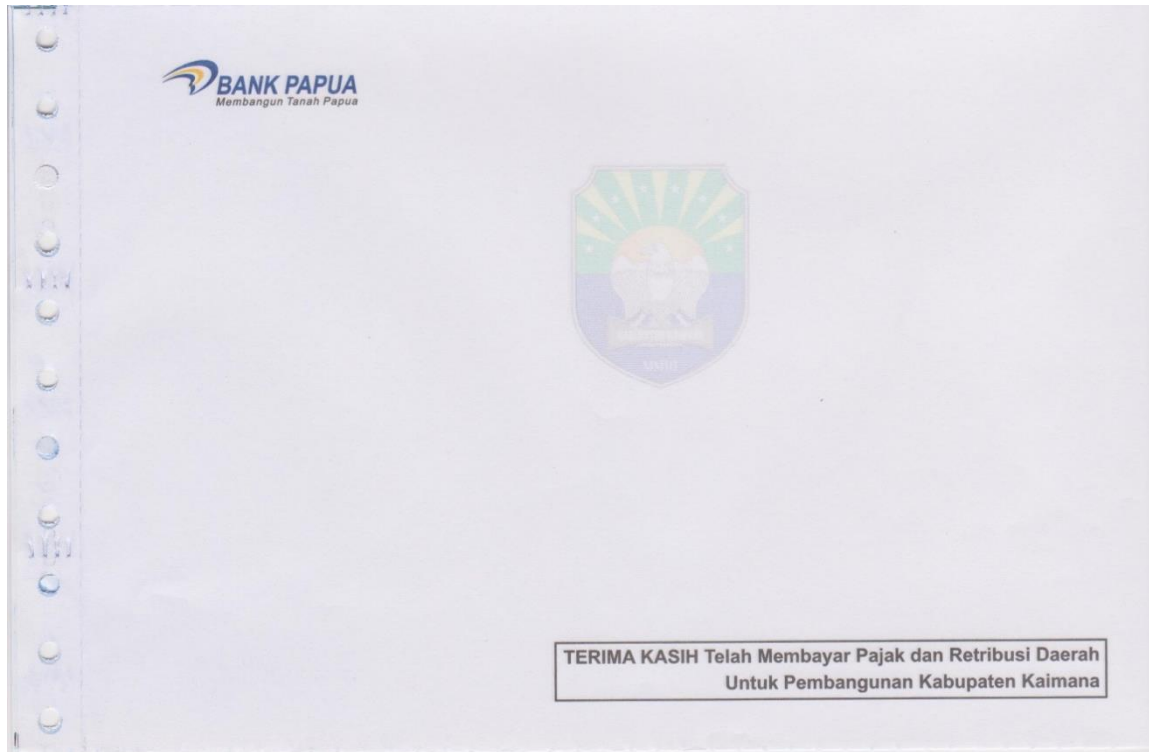 BANK PAPUA
Membangun Tanah Papua
TERIMA KASIH Telah Membayar Pajak dan Retribusi Daerah
Untuk Pembangunan Kabupaten Kaimana